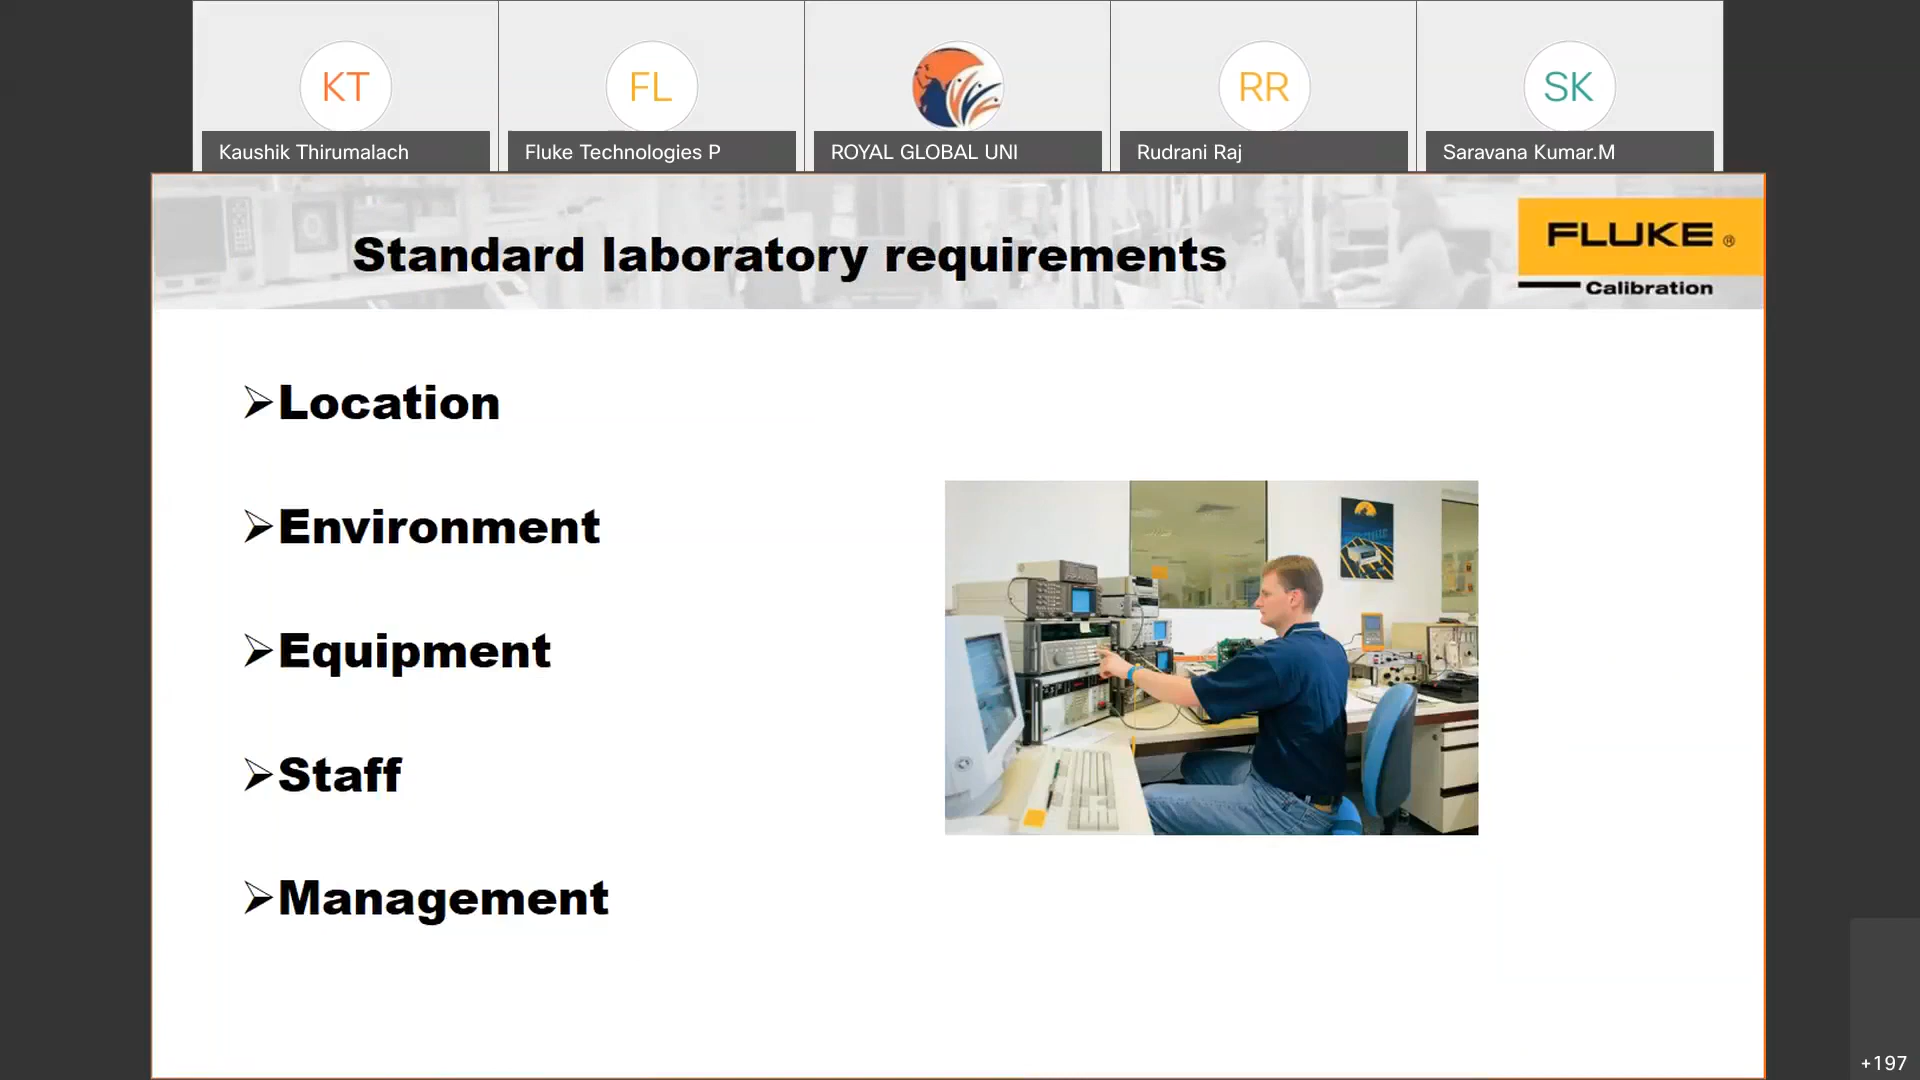 KT
FL
RR
SK
Kaushik Thirumalach
Fluke Technologies P
ROYAL GLOBAL UNI
Rudrani Raj
Saravana Kumar.M
Standard laboratory requirements
FLUKE ®
Calibration
➢Location
➢Environment
➢Equipment
➢Staff
➢Management
+197